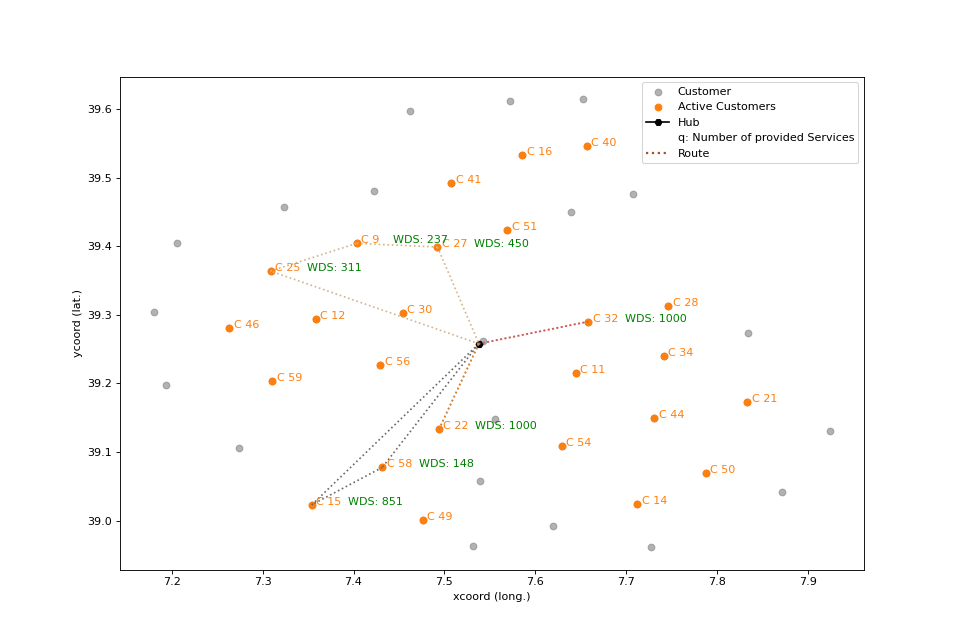 Customer
Active Customers
Hub
q: Number of provided Services
Route
39.6
39.5
39.4
39.3
39.2
39.1
39.0
ycoord (lat.)
C 40
C 16
C 41
C 51
C 9 WDS: 237
C 27 WDS: 450
C 25 WDS: 311
C 28
C 30
C 12
C 32 WDS: 1000
C 46
C 34
C 56
C 11
C 59
C 21
C 44
C 22 WDS: 1000
C 54
C 58 WDS: 148
C 50
C 15 WDS: 851
C 14
C 49
7.2 7.3 7.4 7.5 7.6 7.7 7.8 7.9
xcoord (long.)